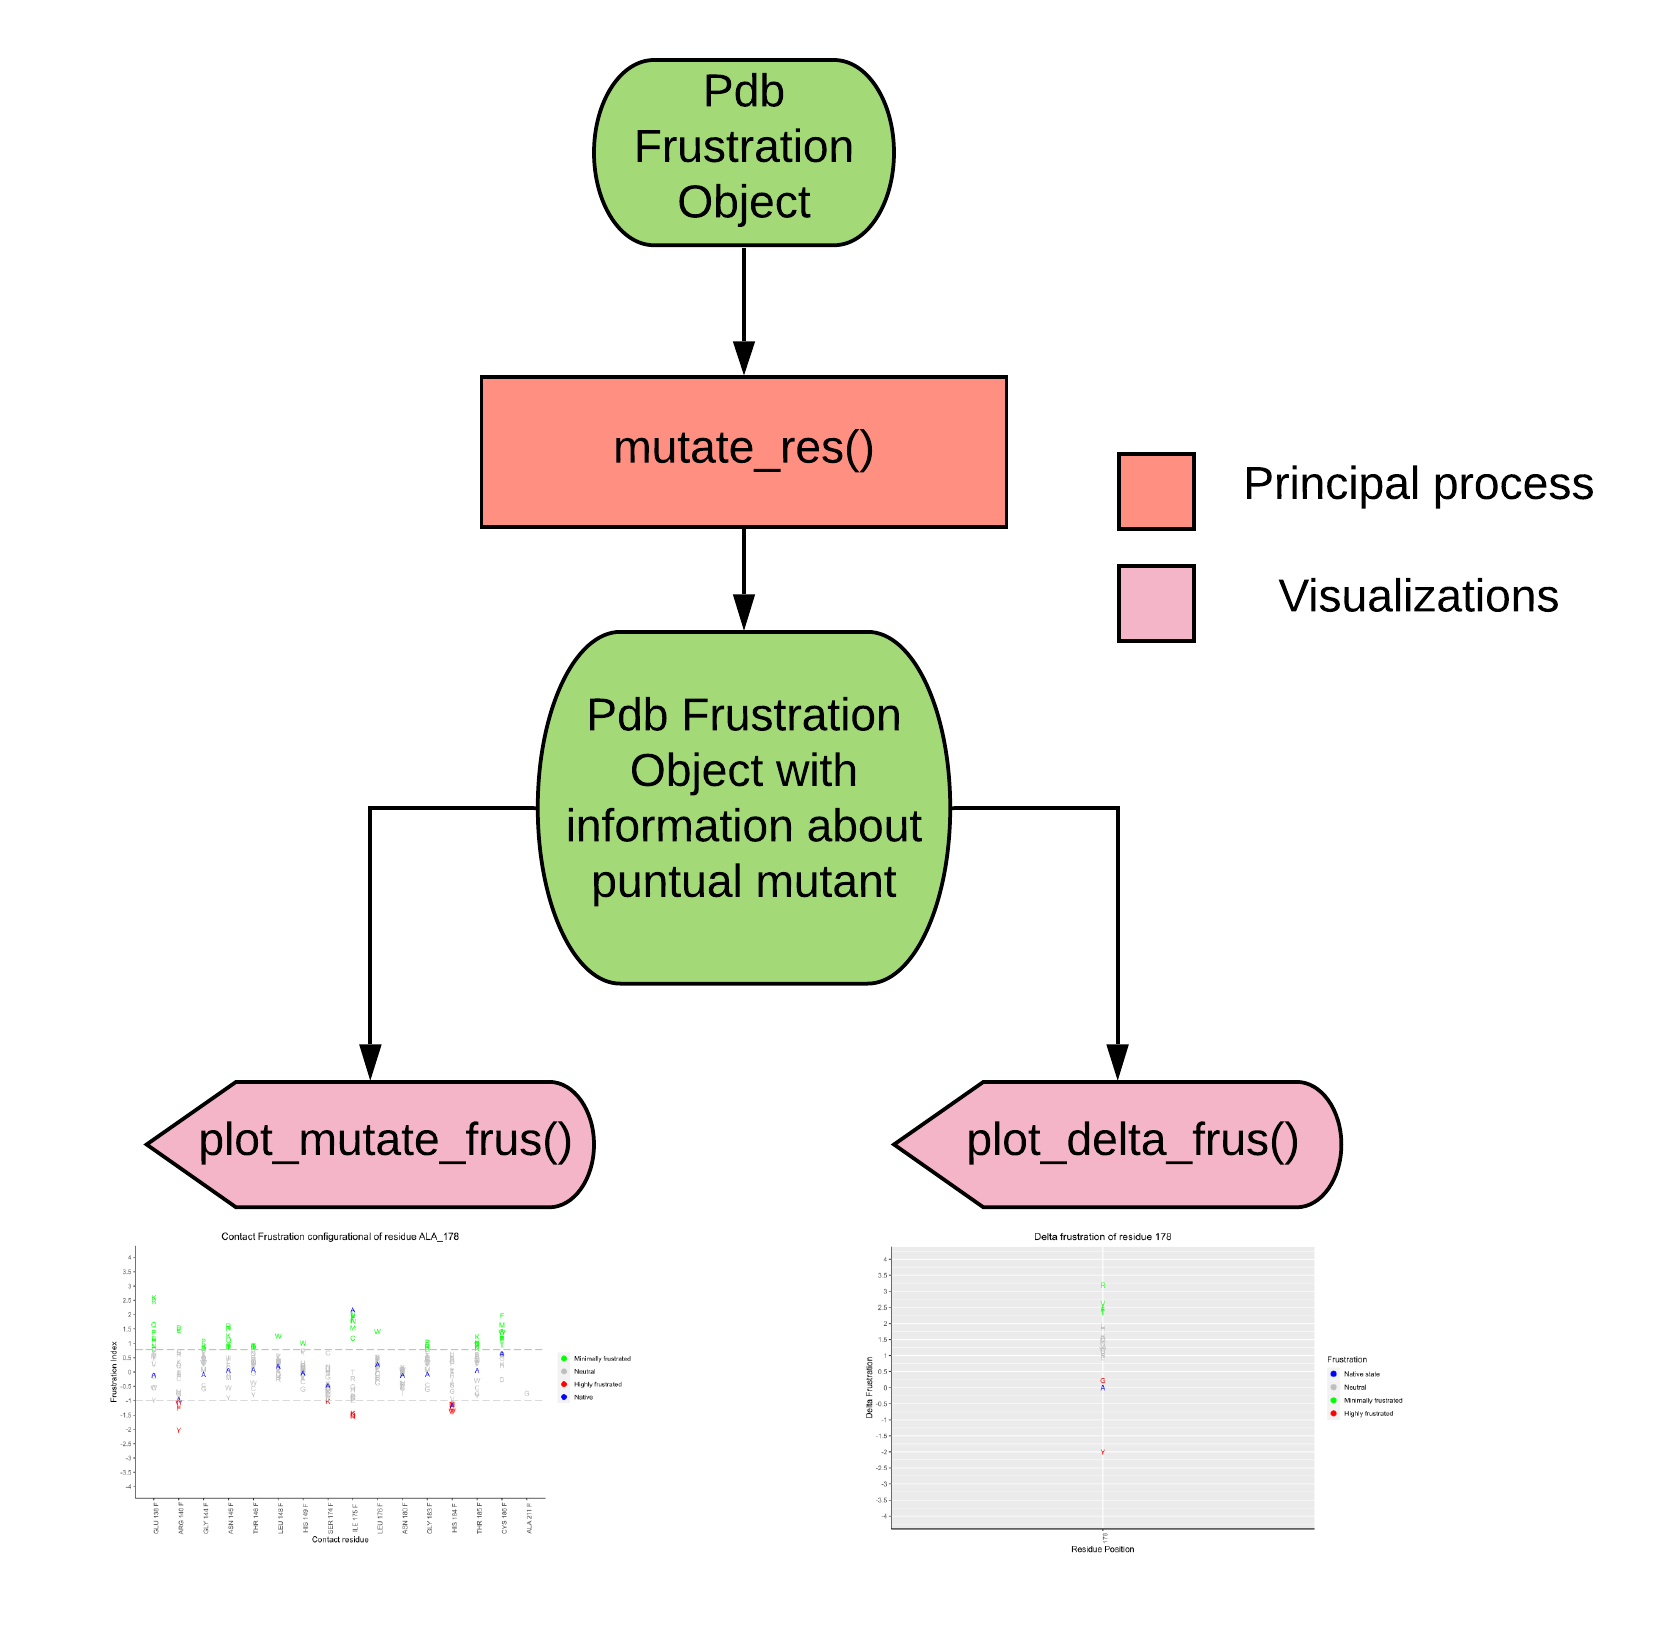 Pdb
Frustration
Object
mutate_res()
Principal process
Visualizations
Pdb Frustration
Object with
information about
puntual mutant
plot_mutate_frus()
plot_delta_frus()
Contact Frustration configurational of residue ALA_178
Frustration Index
4
3.5
3
2.5
2
1.5
1
0.5
0
-0.5
-1
-1.5
-2
-2.5
-3
-3.5
-4
Minimally frustrated
Neutral
Highly frustrated
Native
GLY 144 F
THR 146 F
LEU 148 F
HIS 149 F
SER 174 F
ILE 175 F
LEU 176 F
ASN 180 F
GLY 183 F
HIS 184 F
THR 185 F
CYS 186 F
ALA 211 F
Contact residue
Delta frustration of residue 178
Delta Frustration
4
3.5
3
2.5
2
1.5
1
0.5
0
-0.5
-1
-1.5
-2
-2.5
-3
-3.5
-4
R
G
A
Y
Frustration
Native state
Neutral
Minimally frustrated
Highly frustrated
178
Residue Position